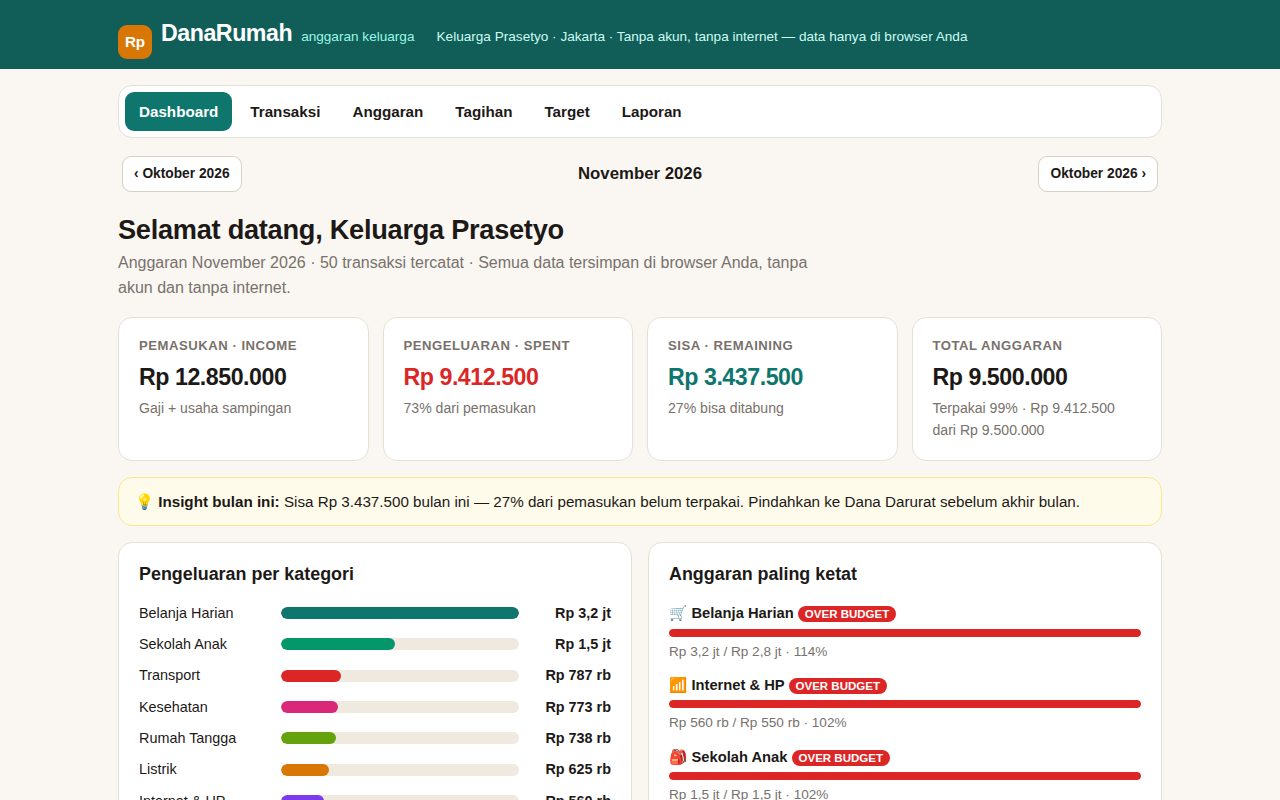 Rp DanaRumah anggaran keluarga Keluarga Prasetyo · Jakarta · Tanpa akun, tanpa internet — data hanya di browser Anda
Dashboard Transaksi Anggaran Tagihan Target Laporan
‹ Oktober 2026 November 2026 Oktober 2026 ›
Selamat datang, Keluarga Prasetyo
Anggaran November 2026 · 50 transaksi tercatat · Semua data tersimpan di browser Anda, tanpa
akun dan tanpa internet.
PEMASUKAN · INCOME
Rp 12.850.000
Gaji + usaha sampingan
PENGELUARAN · SPENT
Rp 9.412.500
73% dari pemasukan
SISA · REMAINING
Rp 3.437.500
27% bisa ditabung
TOTAL ANGGARAN
Rp 9.500.000
Terpakai 99% · Rp 9.412.500
dari Rp 9.500.000
💡 Insight bulan ini: Sisa Rp 3.437.500 bulan ini — 27% dari pemasukan belum terpakai. Pindahkan ke Dana Darurat sebelum akhir bulan.
Pengeluaran per kategori
Belanja Harian Rp 3,2 jt
Sekolah Anak Rp 1,5 jt
Transport Rp 787 rb
Kesehatan Rp 773 rb
Rumah Tangga Rp 738 rb
Listrik Rp 625 rb
Internet & HP Rp 560 rb
Anggaran paling ketat
🛒 Belanja Harian OVER BUDGET
Rp 3,2 jt / Rp 2,8 jt · 114%
📶 Internet & HP OVER BUDGET
Rp 560 rb / Rp 550 rb · 102%
🎒 Sekolah Anak OVER BUDGET
Rp 1,5 jt / Rp 1,5 jt · 102%